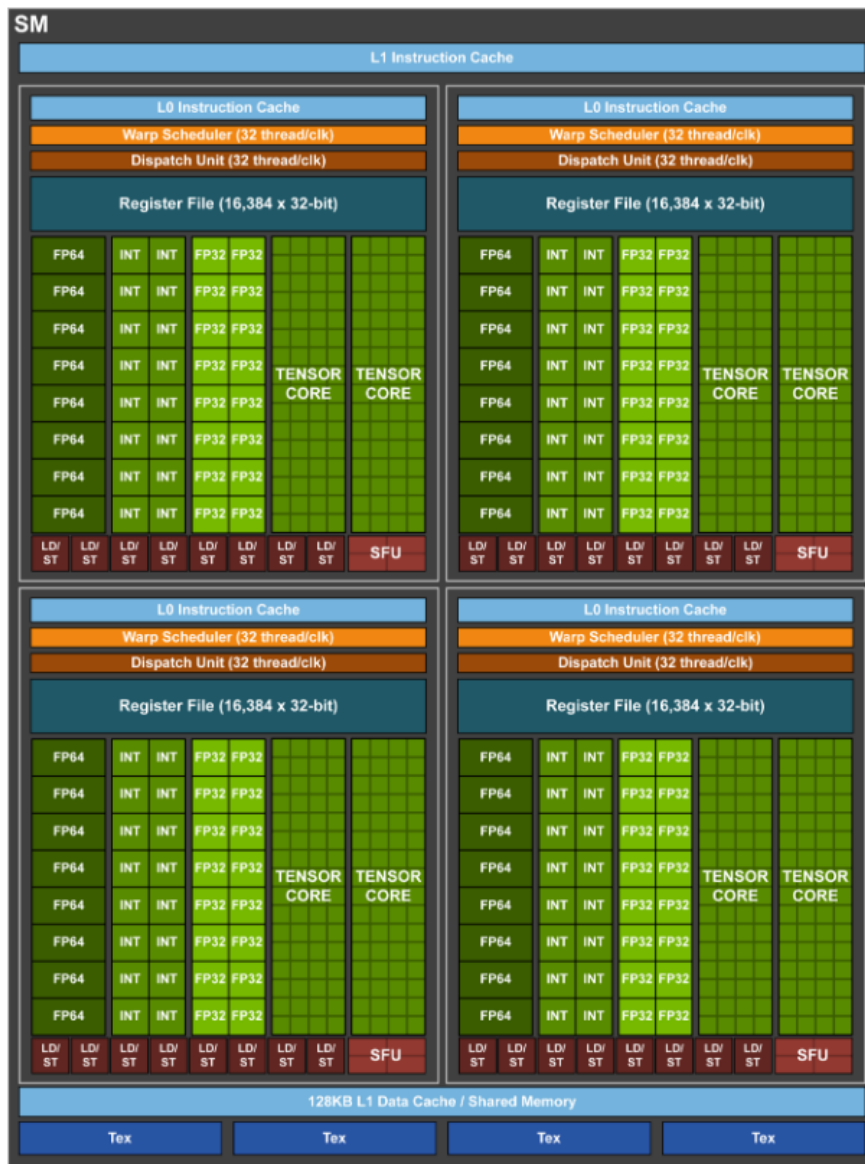 SM
L1 Instruction Cache
L0 Instruction Cache
Warp Scheduler (32 thread/clk)
Dispatch Unit (32 thread/clk)
Register File (16,384 x 32-bit)
FP64 INT INT FP32 FP32
FP64 INT INT FP32 FP32
FP64 INT INT FP32 FP32
FP64 INT INT FP32 FP32
TENSOR TENSOR
CORE CORE
FP64 INT INT FP32 FP32
FP64 INT INT FP32 FP32
FP64 INT INT FP32 FP32
FP64 INT INT FP32 FP32
LD/ LD/ LD/ LD/ LD/ LD/ LD/ LD/
ST ST ST ST ST ST ST ST
SFU
L0 Instruction Cache
Warp Scheduler (32 thread/clk)
Dispatch Unit (32 thread/clk)
Register File (16,384 x 32-bit)
FP64 INT INT FP32 FP32
FP64 INT INT FP32 FP32
FP64 INT INT FP32 FP32
FP64 INT INT FP32 FP32
TENSOR TENSOR
CORE CORE
FP64 INT INT FP32 FP32
FP64 INT INT FP32 FP32
FP64 INT INT FP32 FP32
FP64 INT INT FP32 FP32
LD/ LD/ LD/ LD/ LD/ LD/ LD/ LD/
ST ST ST ST ST ST ST ST
SFU
L0 Instruction Cache
Warp Scheduler (32 thread/clk)
Dispatch Unit (32 thread/clk)
Register File (16,384 x 32-bit)
FP64 INT INT FP32 FP32
FP64 INT INT FP32 FP32
FP64 INT INT FP32 FP32
FP64 INT INT FP32 FP32
TENSOR TENSOR
CORE CORE
FP64 INT INT FP32 FP32
FP64 INT INT FP32 FP32
FP64 INT INT FP32 FP32
FP64 INT INT FP32 FP32
LD/ LD/ LD/ LD/ LD/ LD/ LD/ LD/
ST ST ST ST ST ST ST ST
SFU
L0 Instruction Cache
Warp Scheduler (32 thread/clk)
Dispatch Unit (32 thread/clk)
Register File (16,384 x 32-bit)
FP64 INT INT FP32 FP32
FP64 INT INT FP32 FP32
FP64 INT INT FP32 FP32
FP64 INT INT FP32 FP32
TENSOR TENSOR
CORE CORE
FP64 INT INT FP32 FP32
FP64 INT INT FP32 FP32
FP64 INT INT FP32 FP32
FP64 INT INT FP32 FP32
LD/ LD/ LD/ LD/ LD/ LD/ LD/ LD/
ST ST ST ST ST ST ST ST
SFU
128KB L1 Data Cache / Shared Memory
Tex Tex Tex Tex